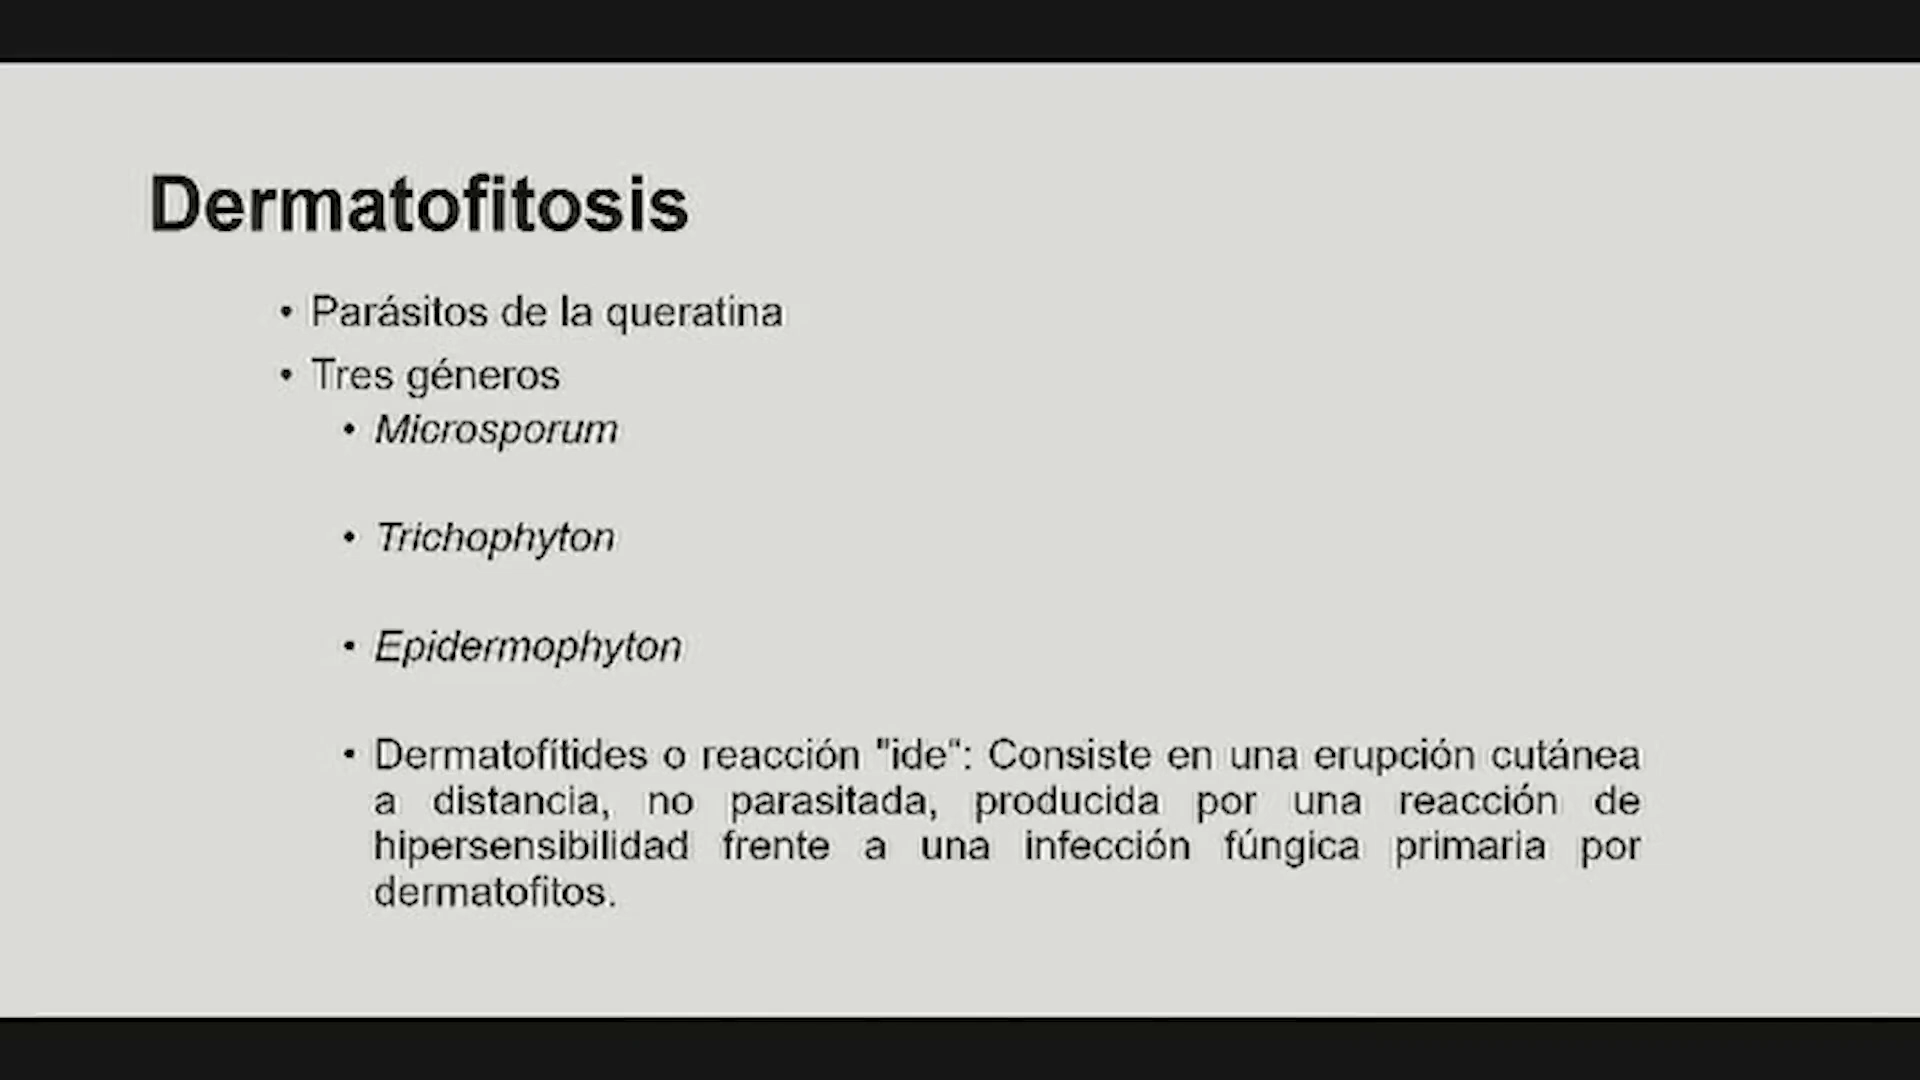 Dermatofitosis
• Parásitos de la queratina
• Tres géneros
• Microsporum
• Trichophyton
• Epidermophyton
• Dermatofítides o reacción "ide“: Consiste en una erupción cutánea
a distancia, no parasitada, producida por una reacción de
hipersensibilidad frente a una infección fúngica primaria por
dermatofitos.